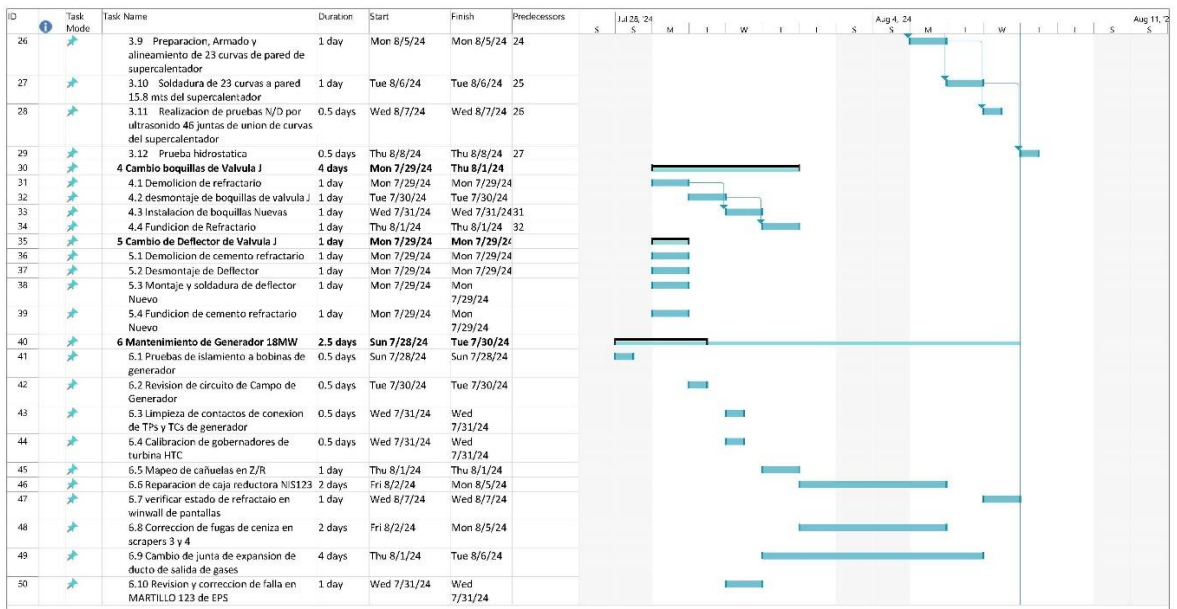 ID Task Mode Task Name Duration Start Finish Predecessors
Jul 28, '24 Aug 4, '24 Aug 11, '2
S S M T W T F S S M T W T F S S
26 3.9 Preparacion, Armado y 1 day Mon 8/5/24 Mon 8/5/24 24
alineamiento de 23 curvas de pared de
supercalentador
27 3.10 Soldadura de 23 curvas a pared 1 day Tue 8/6/24 Tue 8/6/24 25
15.8 mts del supercalentador
28 3.11 Realizacion de pruebas N/D por 0.5 days Wed 8/7/24 Wed 8/7/24 26
ultrasonido 46 juntas de union de curvas
del supercalentador
29 3.12 Prueba hidrostatica 0.5 days Thu 8/8/24 Thu 8/8/24 27
30 4 Cambio boquillas de Valvula J 4 days Mon 7/29/24 Thu 8/1/24
31 4.1 Demolicion de refractario 1 day Mon 7/29/24 Mon 7/29/24
32 4.2 desmontaje de boquillas de valvula J 1 day Tue 7/30/24 Tue 7/30/24
33 4.3 Instalacion de boquillas Nuevas 1 day Wed 7/31/24 Wed 7/31/24 31
34 4.4 Fundicion de Refractario 1 day Thu 8/1/24 Thu 8/1/24 32
35 5 Cambio de Deflector de Valvula J 1 day Mon 7/29/24 Mon 7/29/24
36 5.1 Demolicion de cemento refractario 1 day Mon 7/29/24 Mon 7/29/24
37 5.2 Desmontaje de Deflector 1 day Mon 7/29/24 Mon 7/29/24
38 5.3 Montaje y soldadura de deflector 1 day Mon 7/29/24 Mon
Nuevo 7/29/24
39 5.4 Fundicion de cemento refractario 1 day Mon 7/29/24 Mon
Nuevo 7/29/24
40 6 Mantenimiento de Generador 18MW 2.5 days Sun 7/28/24 Tue 7/30/24
41 6.1 Pruebas de islamiento a bobinas de 0.5 days Sun 7/28/24 Sun 7/28/24
generador
42 6.2 Revision de circuito de Campo de 0.5 days Tue 7/30/24 Tue 7/30/24
Generador
43 6.3 Limpieza de contactos de conexion 0.5 days Wed 7/31/24 Wed
de TPs y TCs de generador 7/31/24
44 6.4 Calibracion de gobernadores de 0.5 days Wed 7/31/24 Wed
turbina HTC 7/31/24
45 6.5 Mapeo de cañuelas en Z/R 1 day Thu 8/1/24 Thu 8/1/24
46 6.6 Reparacion de caja reductora NIS123 2 days Fri 8/2/24 Mon 8/5/24
47 6.7 verificar estado de refractaio en 1 day Wed 8/7/24 Wed 8/7/24
winwall de pantallas
48 6.8 Correccion de fugas de ceniza en 2 days Fri 8/2/24 Mon 8/5/24
scrapers 3 y 4
49 6.9 Cambio de junta de expansion de 4 days Thu 8/1/24 Tue 8/6/24
ducto de salida de gases
50 6.10 Revision y correccion de falla en 1 day Wed 7/31/24 Wed
MARTILLO 123 de EPS 7/31/24